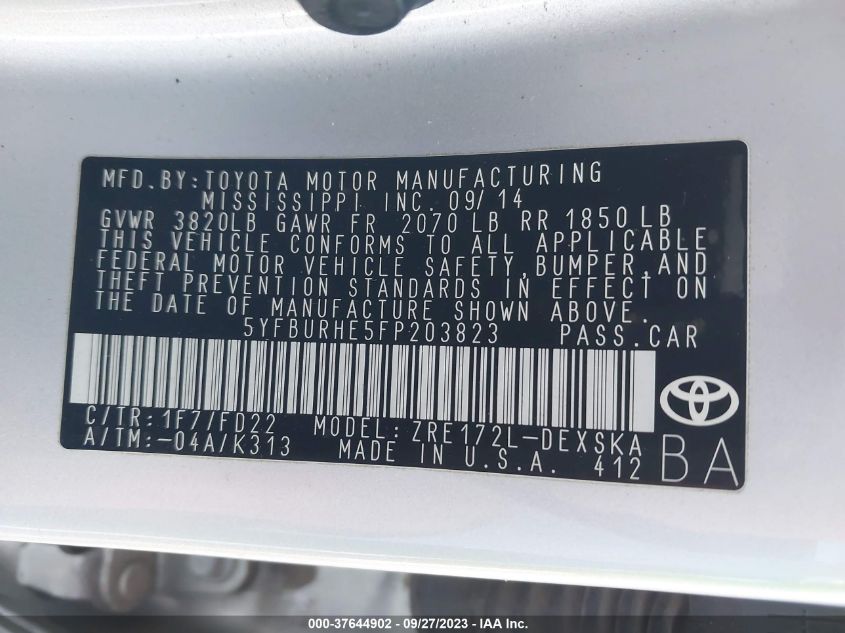 MFD.BY:TOYOTA MOTOR MANUFACTURING
MISSISSIPPI INC. 09/14
GVWR 3820LB GAWR FR 2070 LB RR 1850 LB
THIS VEHICLE CONFORMS TO ALL APPLICABLE
FEDERAL MOTOR VEHICLE SAFETY,BUMPER,AND
THEFT PREVENTION STANDARDS IN EFFECT ON
THE DATE OF MANUFACTURE SHOWN ABOVE.
5YFBURHE5FP203823 PASS.CAR
C/TR:1F7/FD22 MODEL:ZRE172L-DEXSKA
A/TM:-04A/K313 MADE IN U.S.A. 412 BA
000-37644902 / 09/27/2023 - IAA Inc.